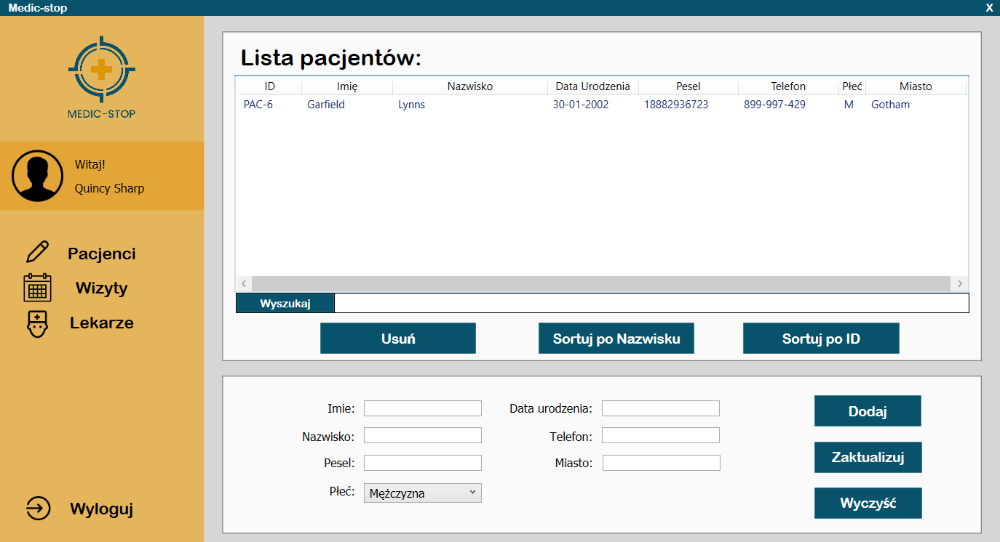 Medic-stop
X
MEDIC-STOP
Witaj!
Quincy Sharp
Pacjenci
Wizyty
Lekarze
Wyloguj
Lista pacjentów:
ID Imię Nazwisko Data Urodzenia Pesel Telefon Płeć Miasto
PAC-6 Garfield Lynns 30-01-2002 18882936723 899-997-429 M Gotham
Wyszukaj
Usuń Sortuj po Nazwisku Sortuj po ID
Imie: Data urodzenia: Dodaj
Nazwisko: Telefon: Zaktualizuj
Pesel: Miasto:
Płeć: Mężczyzna Wyczyść